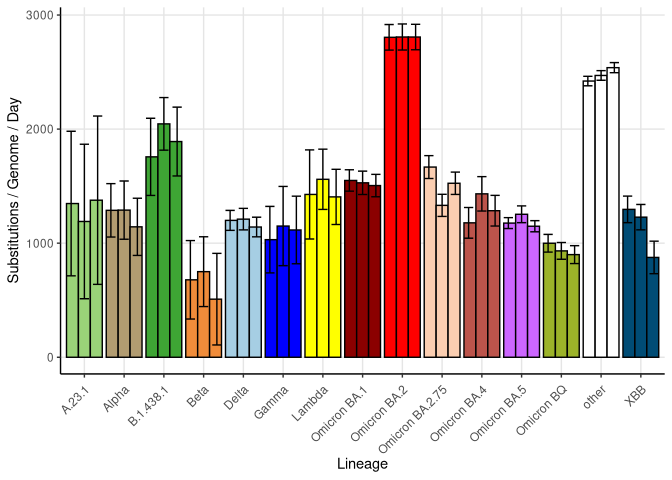 3000
2000
1000
0
Substitutions / Genome / Day
A.23.1
Alpha
B.1.438.1
Beta
Delta
Gamma
Lambda
Omicron BA.1
Omicron BA.2
Omicron BA.2.75
Omicron BA.4
Omicron BA.5
Omicron BQ
other
XBB
Lineage